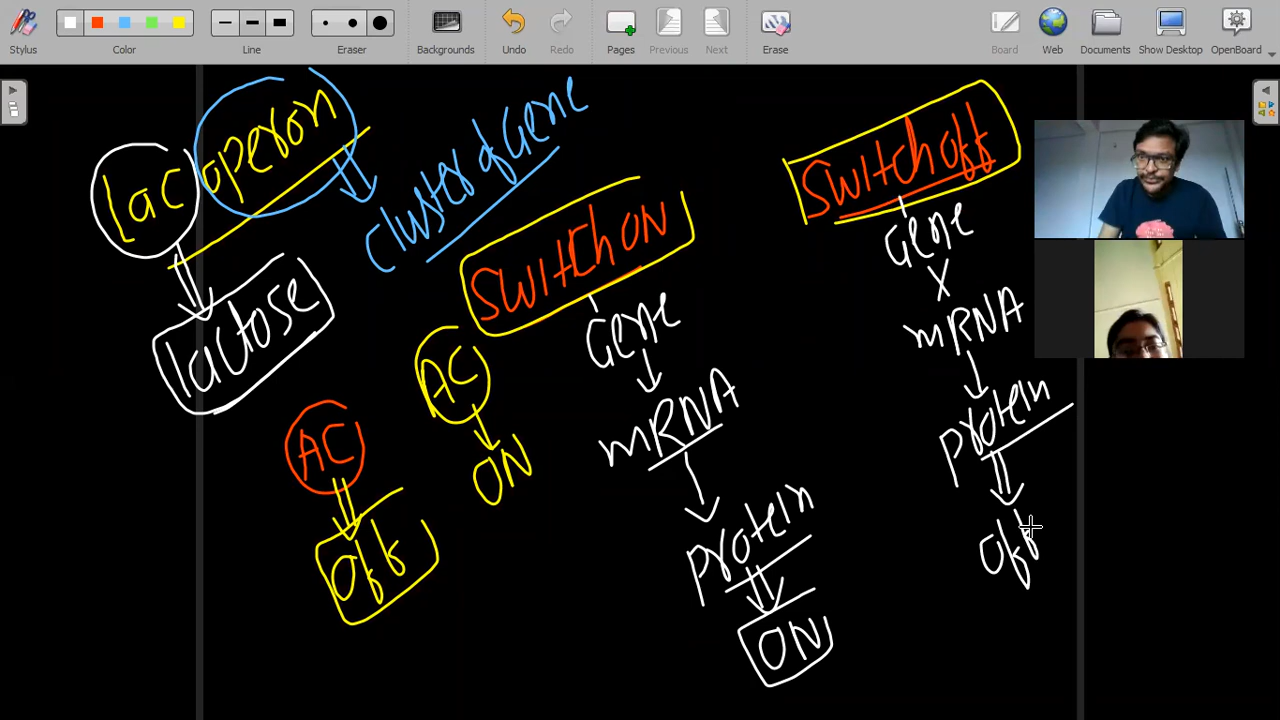 Stylus
Color
Line
Eraser
Backgrounds
Undo
Redo
Pages
Previous
Next
Erase
Board
Web
Documents
Show Desktop
OpenBoard
lac operon
cluster of Gene
lactose
Switch ON
Gene
mRNA
protein
ON
AC
ON
AC
Off
Switch off
Gene
X
mRNA
protein
off